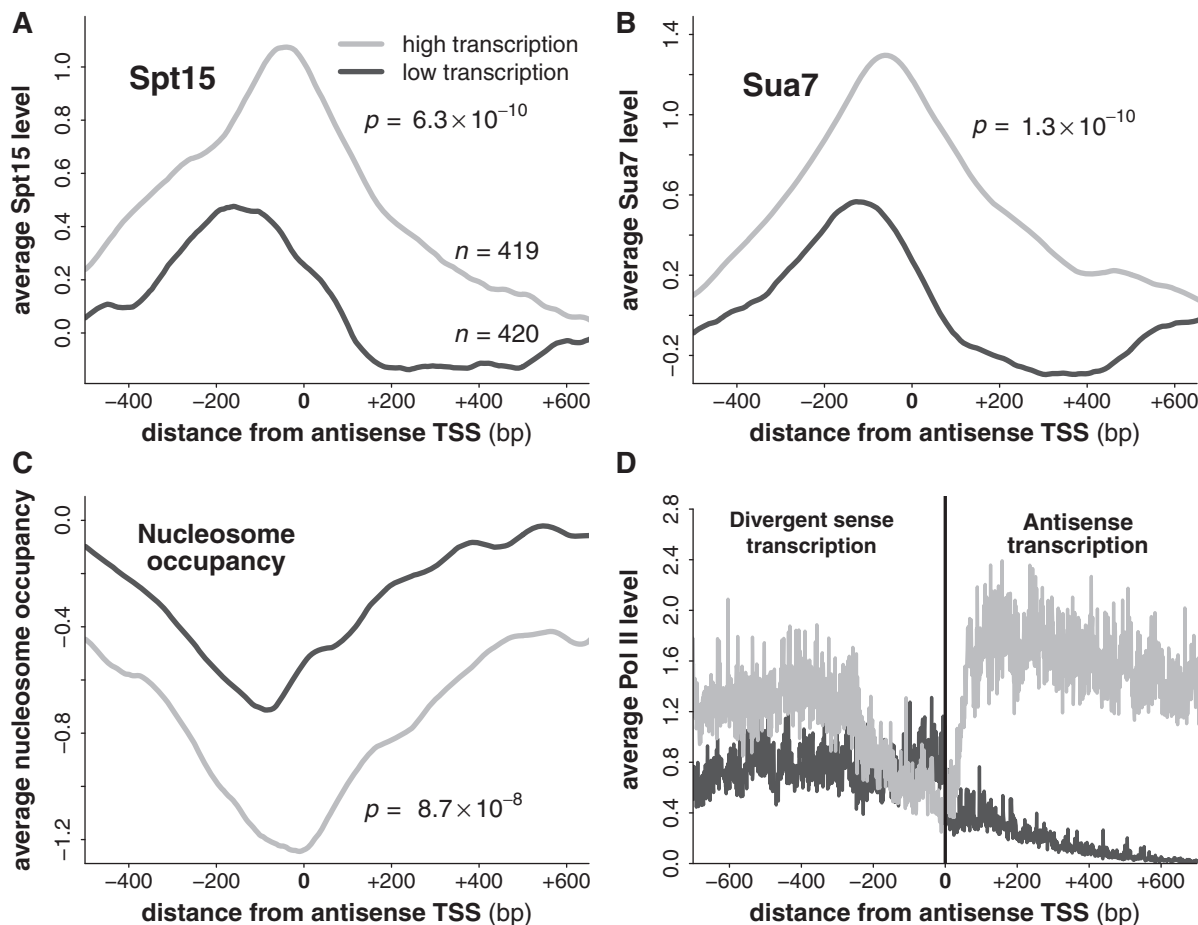 A
Spt15
high transcription
low transcription
p = 6.3×10⁻¹⁰
n = 419
n = 420
average Spt15 level
0.0
0.2
0.4
0.6
0.8
1.0
−400
−200
0
+200
+400
+600
distance from antisense TSS (bp)
B
Sua7
p = 1.3×10⁻¹⁰
average Sua7 level
−0.2
0.2
0.6
1.0
1.4
−400
−200
0
+200
+400
+600
distance from antisense TSS (bp)
C
Nucleosome
occupancy
p = 8.7×10⁻⁸
average nucleosome occupancy
−1.2
−0.8
−0.4
0.0
−400
−200
0
+200
+400
+600
distance from antisense TSS (bp)
D
Divergent sense
transcription
Antisense
transcription
average Pol II level
0.0
0.4
0.8
1.2
1.6
2.0
2.4
2.8
−600
−400
−200
0
+200
+400
+600
distance from antisense TSS (bp)